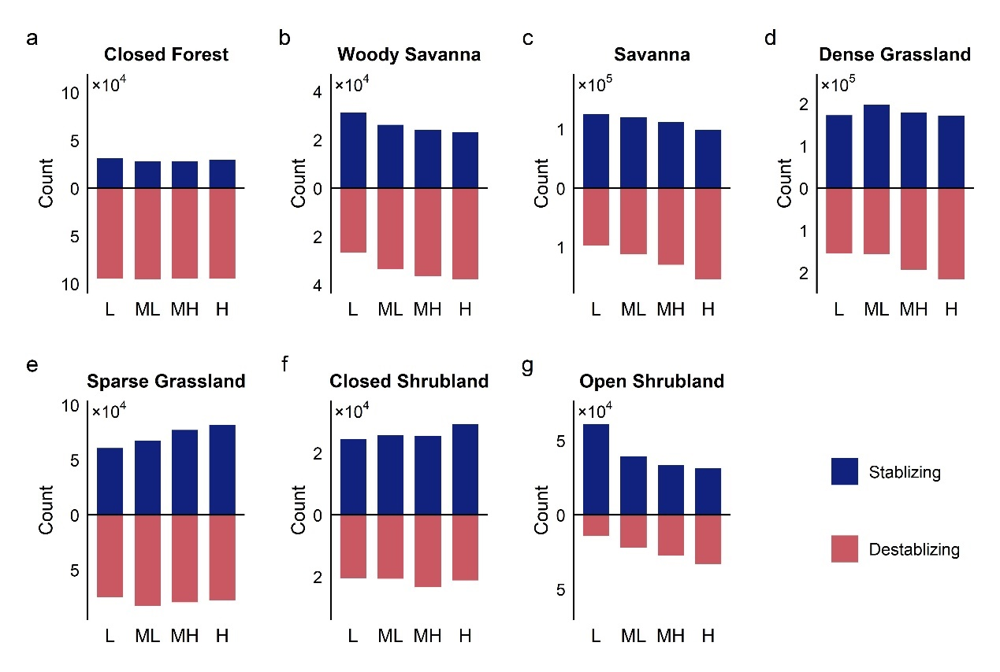 a
Closed Forest
×10⁴
10
5
0
5
10
Count
L ML MH H
b
Woody Savanna
×10⁴
4
2
0
2
4
Count
L ML MH H
c
Savanna
×10⁵
1
0
1
Count
L ML MH H
d
Dense Grassland
×10⁵
2
1
0
1
2
Count
L ML MH H
e
Sparse Grassland
×10⁴
10
5
0
5
Count
L ML MH H
f
Closed Shrubland
×10⁴
2
0
2
Count
L ML MH H
g
Open Shrubland
×10⁴
5
0
5
Count
L ML MH H
Stablizing
Destablizing